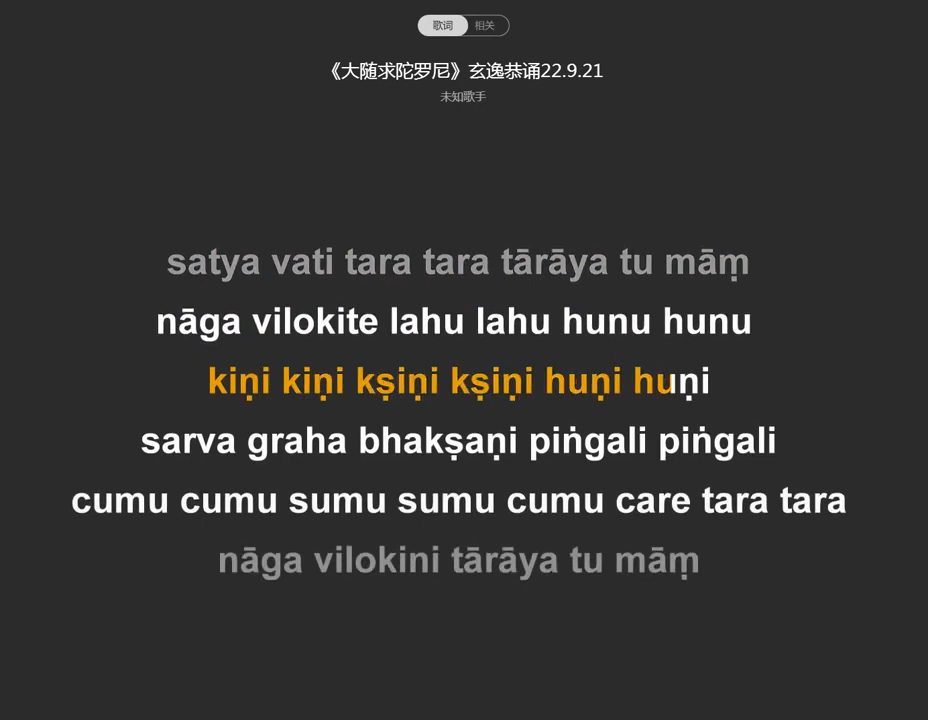 歌词 相关
《大随求陀罗尼》玄逸恭诵22.9.21
未知歌手
satya vati tara tara tārāya tu māṃ
nāga vilokite lahu lahu hunu hunu
kiṇi kiṇi kṣiṇi kṣiṇi huṇi huṇi
sarva graha bhakṣaṇi piṅgali piṅgali
cumu cumu sumu sumu cumu care tara tara
nāga vilokini tārāya tu māṃ